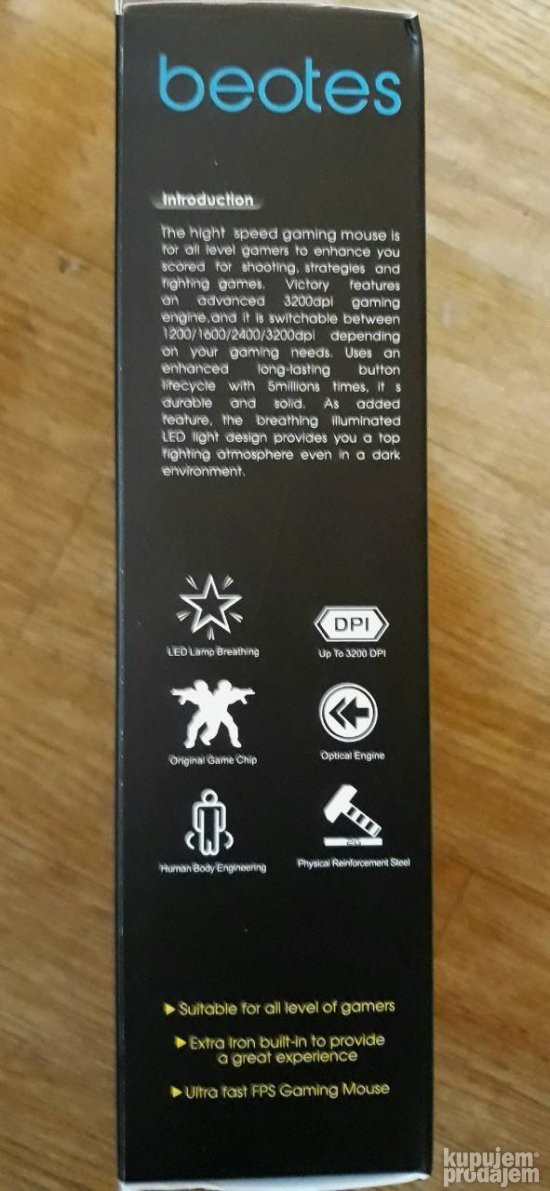 beotes
Introduction
The hight speed gaming mouse is
for all level gamers to enhance you
scored for shooting, strategies and
fighting games. Victory features
an advanced 3200dpi gaming
engine,and it is switchable between
1200/1600/2400/3200dpi depending
on your gaming needs. Uses an
enhanced long-lasting button
lifecycle with 5millions times, it s
durable and solid. As added
feature, the breathing illuminated
LED light design provides you a top
fighting atmosphere even in a dark
environment.
LED Lamp Breathing
DPI
Up To 3200 DPI
Original Game Chip
Optical Engine
Human Body Engineering
Physical Reinforcement Steel
Suitable for all level of gamers
Extra iron built-in to provide
a great experience
Ultra fast FPS Gaming Mouse
kupujem
prodajem